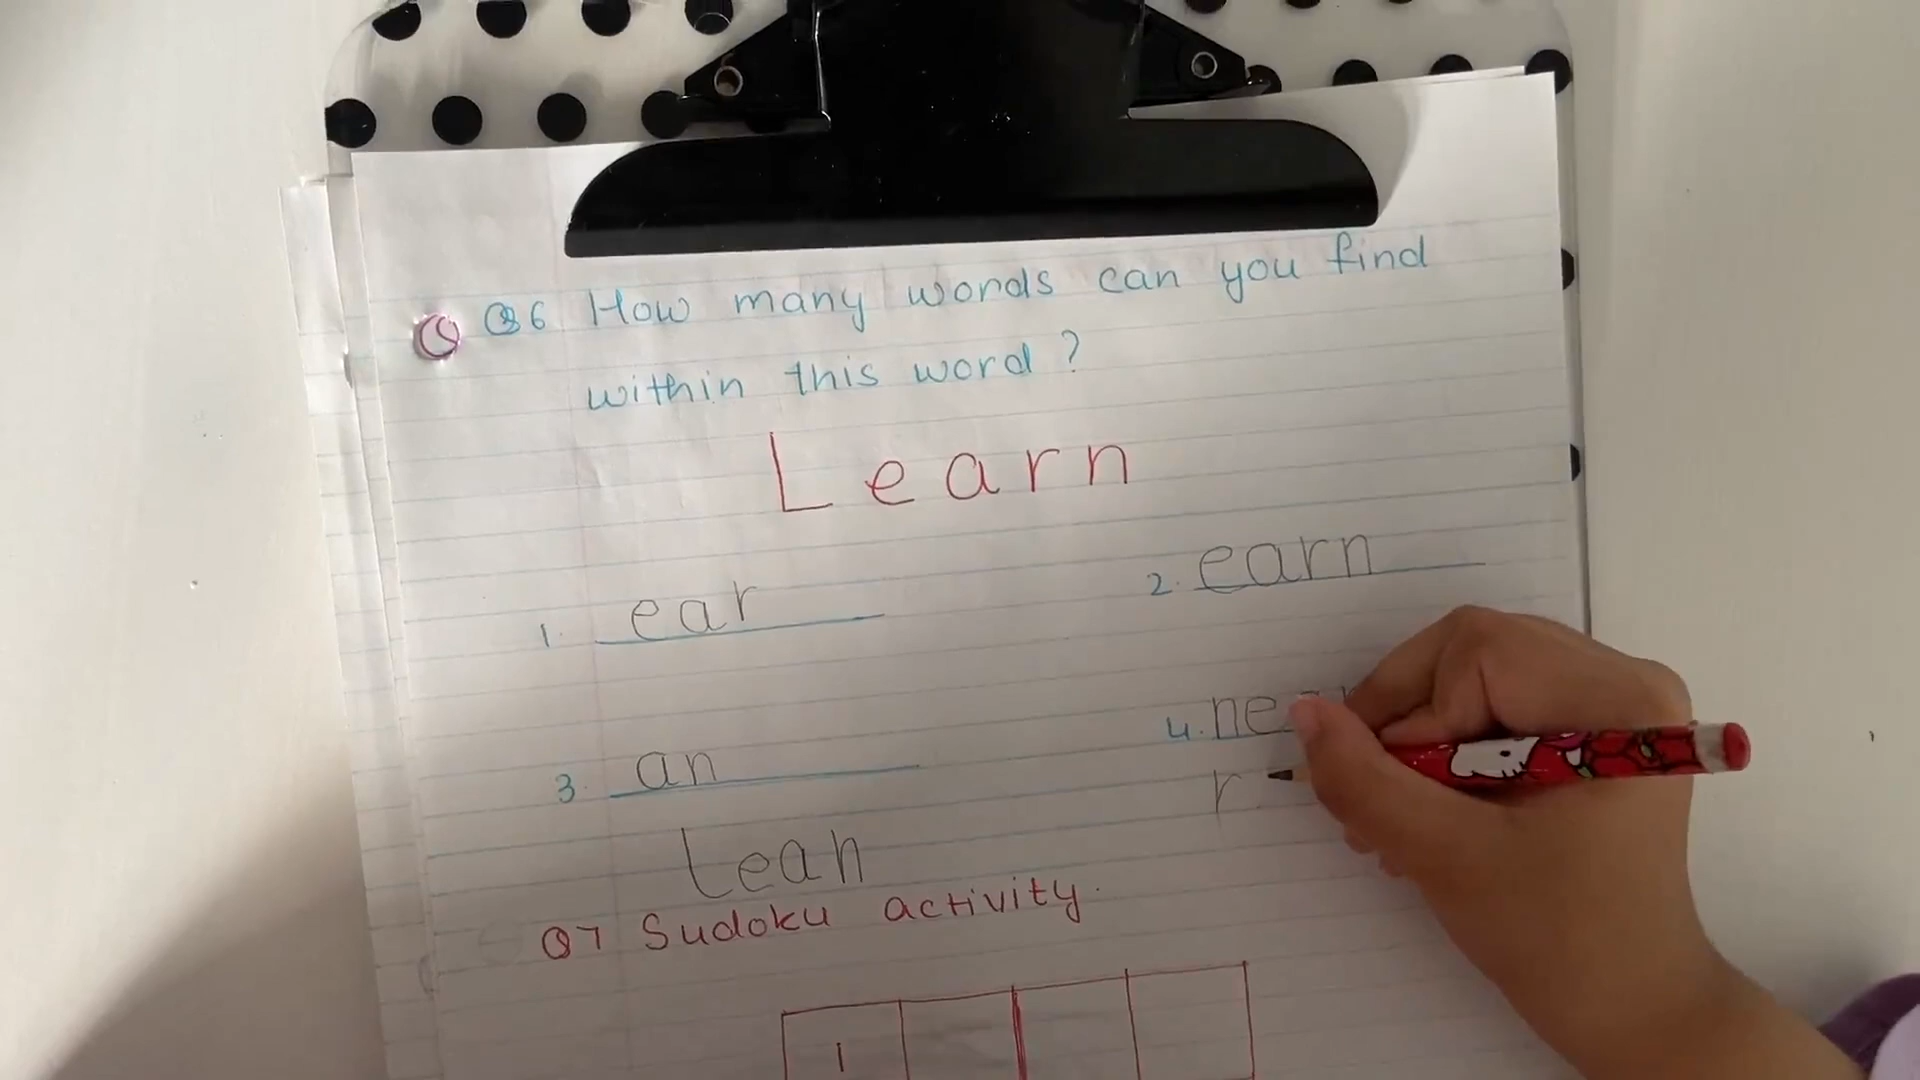 Q6 How many words can you find
within this word?
Learn
1. ear
2. earn
3. an
4. ne
r
lean
Q7 Sudoku activity.
1